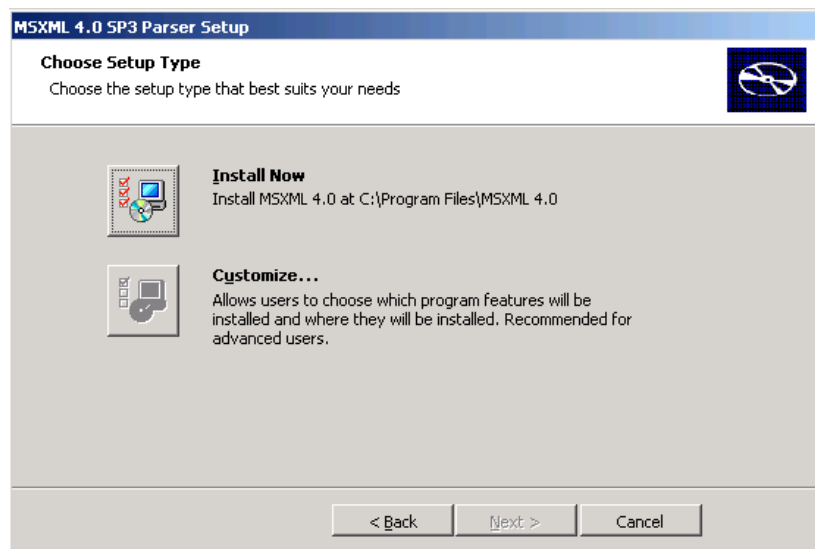 MSXML 4.0 SP3 Parser Setup
Choose Setup Type
Choose the setup type that best suits your needs
Install Now
Install MSXML 4.0 at C:\Program Files\MSXML 4.0
Customize...
Allows users to choose which program features will be
installed and where they will be installed. Recommended for
advanced users.
< Back Next > Cancel